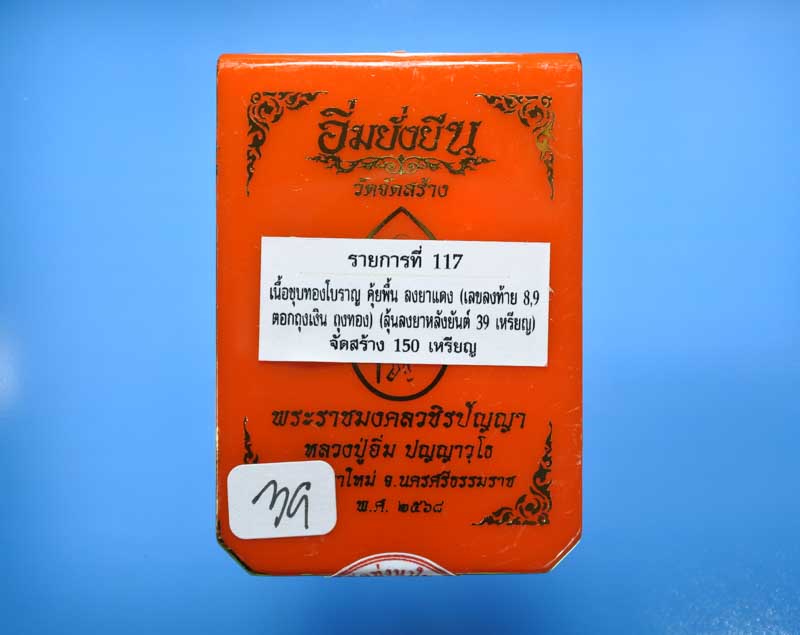 อิ่มยั่งยืน
วัดจัดสร้าง
รายการที่ 117
เนื้อชุบทองโบราญ คุ้ยพื้น ลงยาแดง (เลขลงท้าย 8,9
ตอกถุงเงิน ถุงทอง) (ลุ้นลงยาหลังยันต์ 39 เหรียญ)
จัดสร้าง 150 เหรียญ
พระราชมงคลวชิรปัญญา
หลวงปู่อิ่ม ปญฺญาวุโธ
าใหม่ จ.นครศรีธรรมราช
พ.ศ. ๒๕๖๘